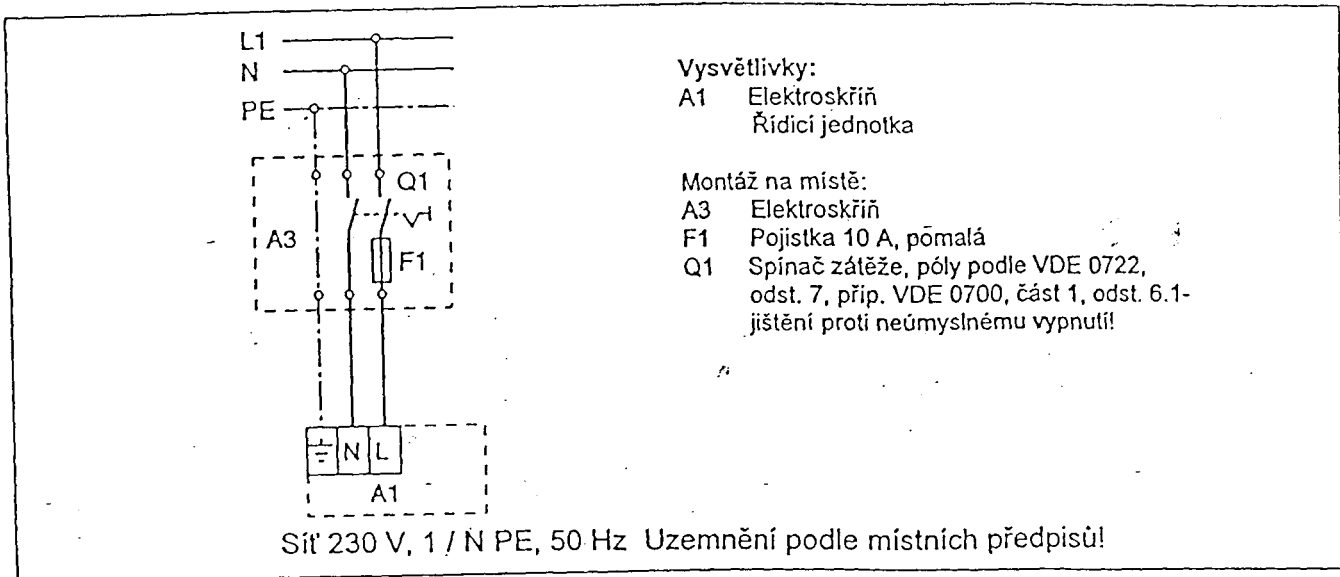 L1
N
PE
Q1
A3
F1
N L
A1
Vysvětlivky:
A1 Elektroskříň
Řídicí jednotka
Montáž na místě:
A3 Elektroskříň
F1 Pojistka 10 A, pomalá
Q1 Spínač zátěže, póly podle VDE 0722,
odst. 7, příp. VDE 0700, část 1, odst. 6.1-
jištění proti neúmyslnému vypnutí!
Síť 230 V, 1 / N PE, 50 Hz Uzemnění podle místních předpisů!